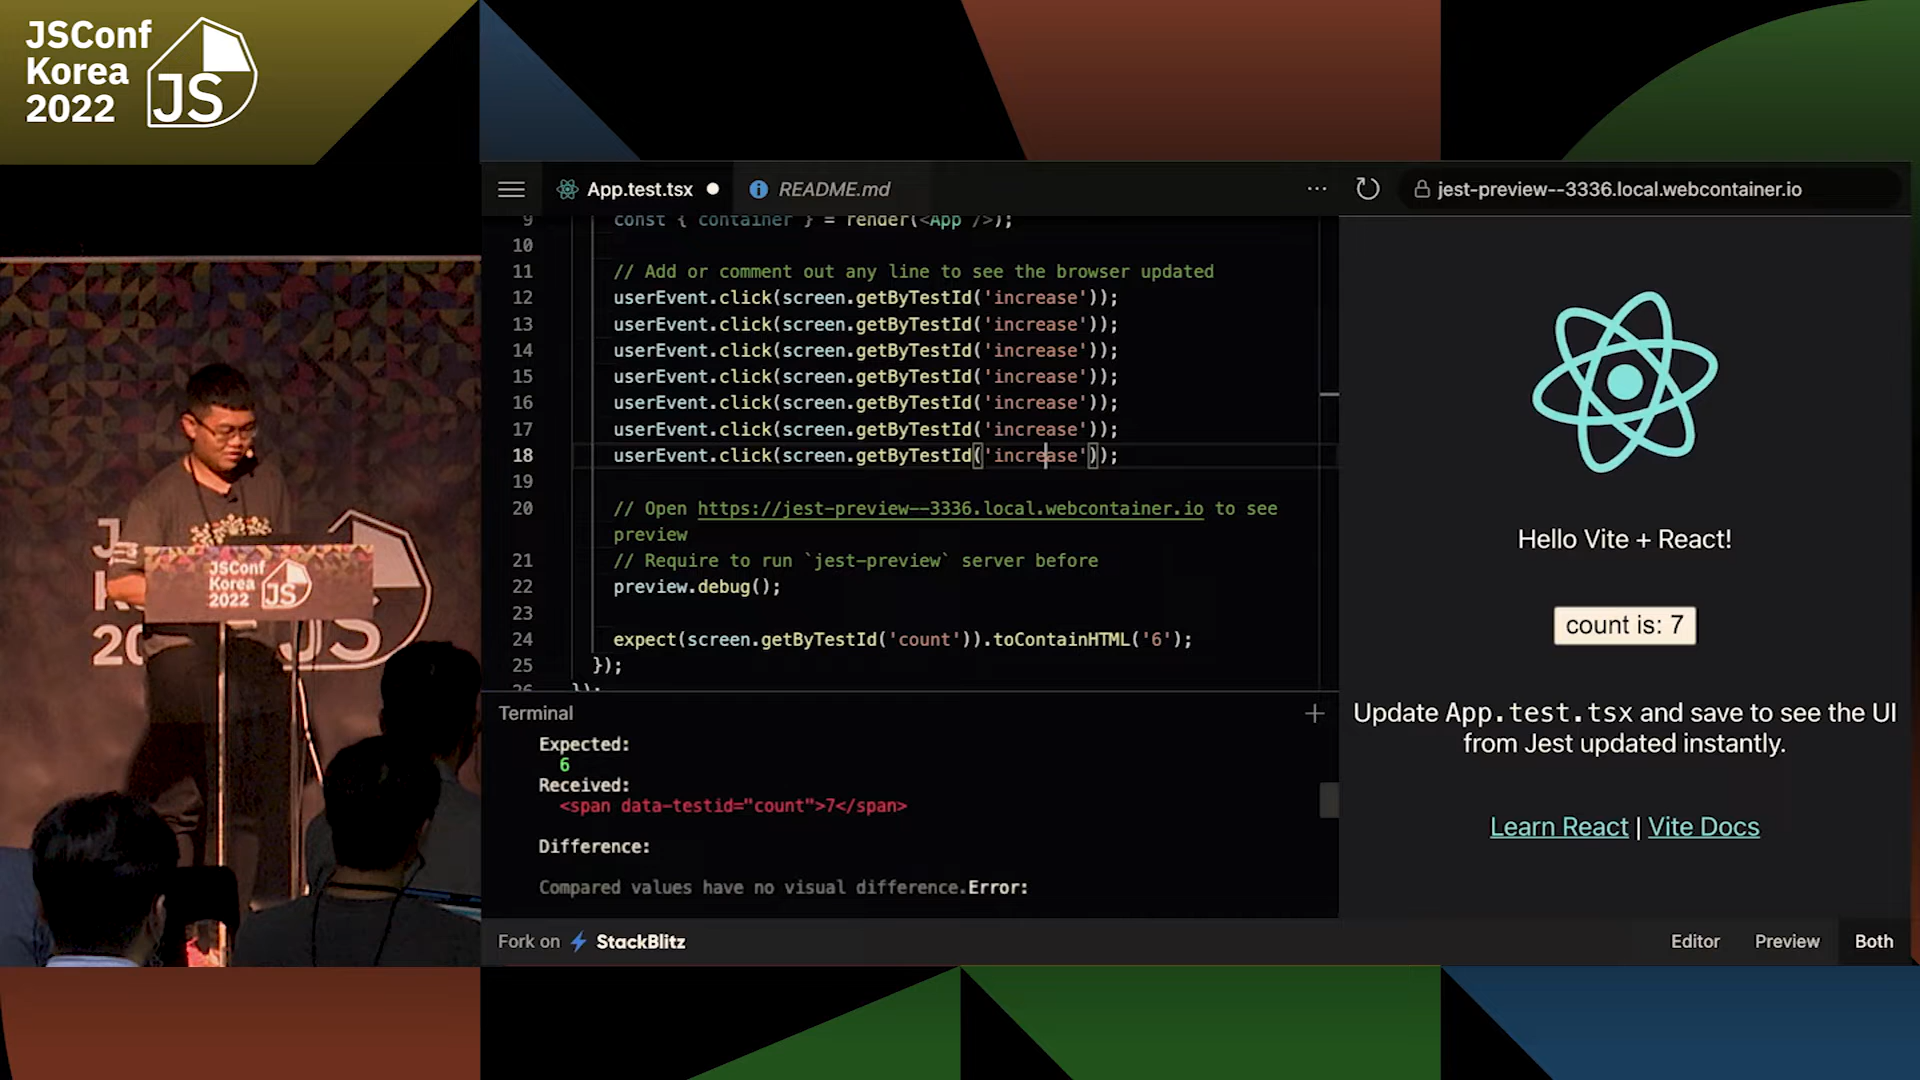 JSConf
Korea
2022
JS
App.test.tsx
README.md
...
jest-preview--3336.local.webcontainer.io
9 const { container } = render(<App />);
10
11 // Add or comment out any line to see the browser updated
12 userEvent.click(screen.getByTestId('increase'));
13 userEvent.click(screen.getByTestId('increase'));
14 userEvent.click(screen.getByTestId('increase'));
15 userEvent.click(screen.getByTestId('increase'));
16 userEvent.click(screen.getByTestId('increase'));
17 userEvent.click(screen.getByTestId('increase'));
18 userEvent.click(screen.getByTestId('increase'));
19
20 // Open https://jest-preview--3336.local.webcontainer.io to see
preview
21 // Require to run `jest-preview` server before
22 preview.debug();
23
24 expect(screen.getByTestId('count')).toContainHTML('6');
25 });
26 });
Terminal
Expected:
6
Received:
<span data-testid="count">7</span>
Difference:
Compared values have no visual difference.Error:
Fork on StackBlitz
Hello Vite + React!
count is: 7
Update App.test.tsx and save to see the UI
from Jest updated instantly.
Learn React | Vite Docs
Editor
Preview
Both
JSConf
Korea
2022
JS